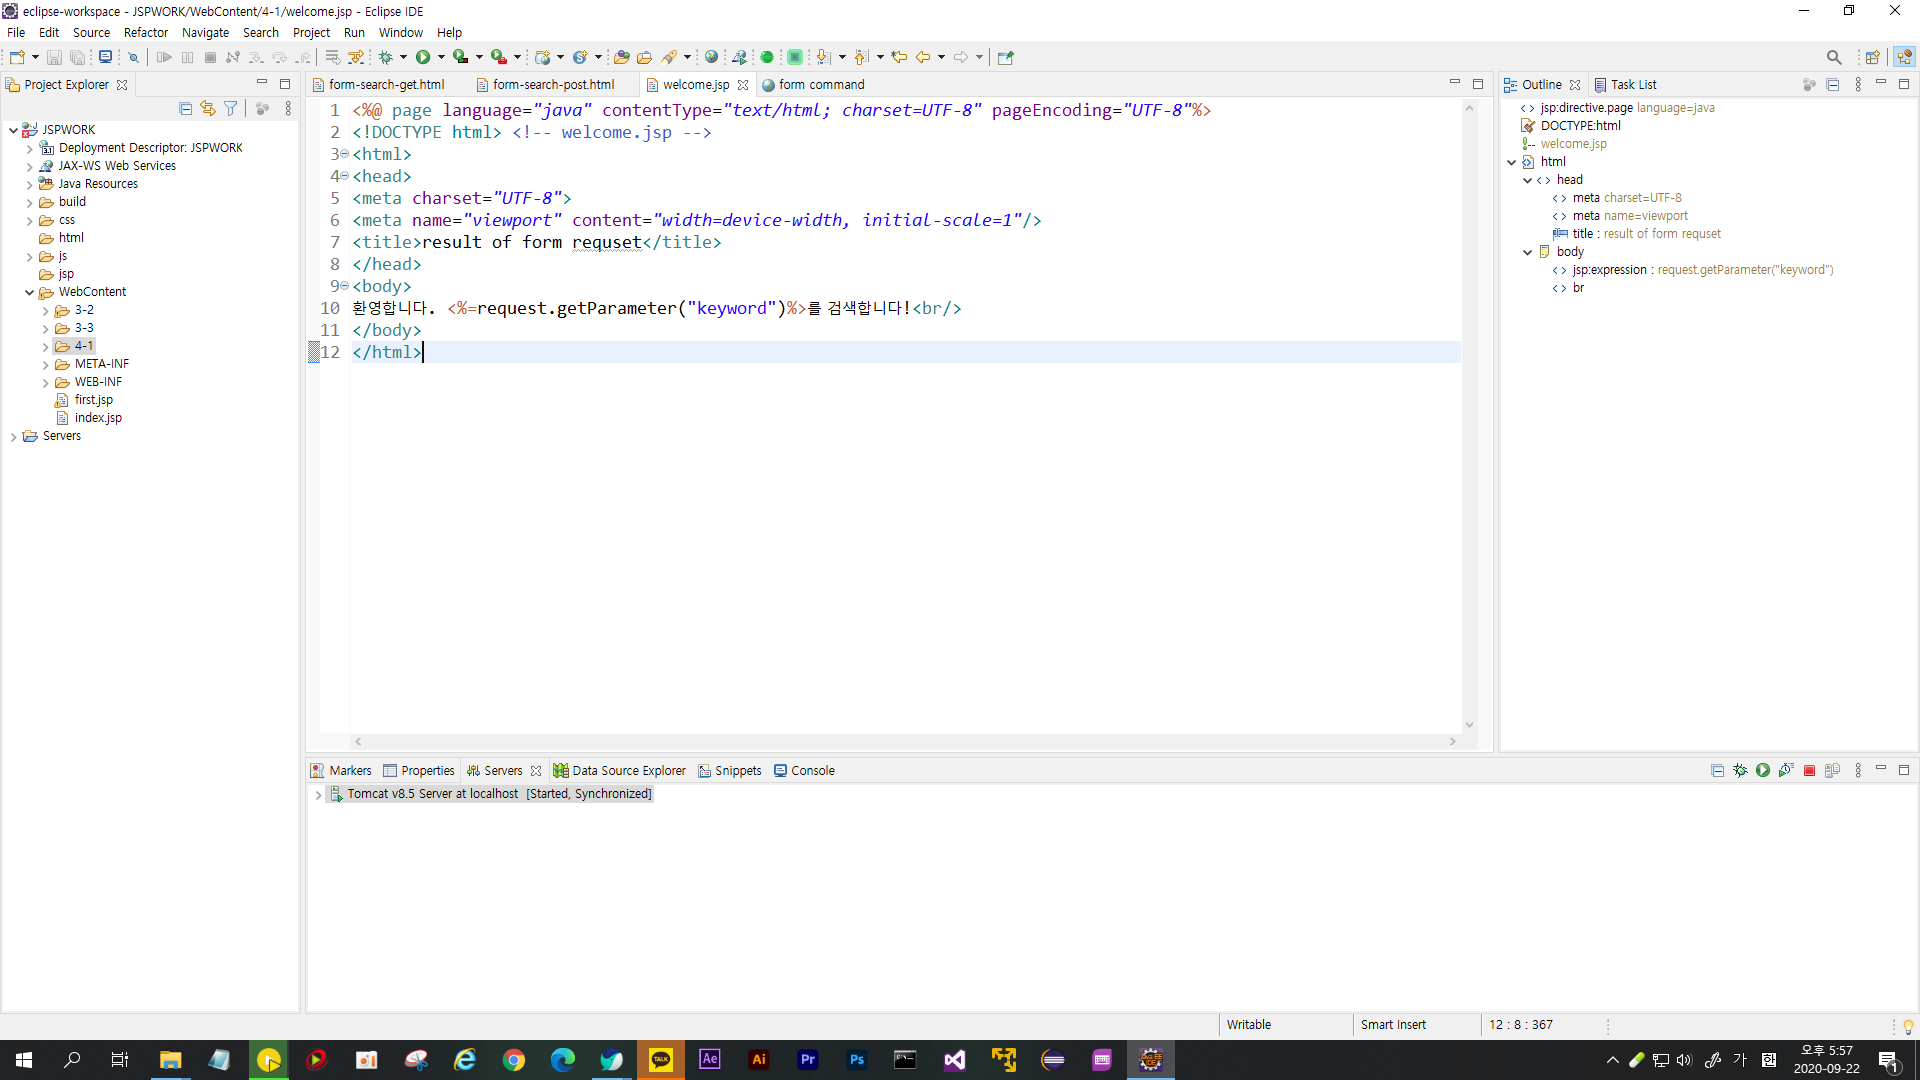 eclipse-workspace - JSPWORK/WebContent/4-1/welcome.jsp - Eclipse IDE
File Edit Source Refactor Navigate Search Project Run Window Help
Project Explorer
JSPWORK
Deployment Descriptor: JSPWORK
JAX-WS Web Services
Java Resources
build
css
html
js
jsp
WebContent
3-2
3-3
4-1
META-INF
WEB-INF
first.jsp
index.jsp
Servers
form-search-get.html form-search-post.html welcome.jsp form command
1 <%@ page language="java" contentType="text/html; charset=UTF-8" pageEncoding="UTF-8"%>
2 <!DOCTYPE html> <!-- welcome.jsp -->
3 <html>
4 <head>
5 <meta charset="UTF-8">
6 <meta name="viewport" content="width=device-width, initial-scale=1"/>
7 <title>result of form requset</title>
8 </head>
9 <body>
10 환영합니다. <%=request.getParameter("keyword")%>를 검색합니다!<br/>
11 </body>
12 </html>
Outline Task List
jsp:directive.page language=java
DOCTYPE:html
welcome.jsp
html
head
meta charset=UTF-8
meta name=viewport
title : result of form requset
body
jsp:expression : request.getParameter("keyword")
br
Markers Properties Servers Data Source Explorer Snippets Console
Tomcat v8.5 Server at localhost [Started, Synchronized]
Writable Smart Insert 12 : 8 : 367
TALK Ae Ai Pr Ps
가 한
오후 5:57
2020-09-22
1